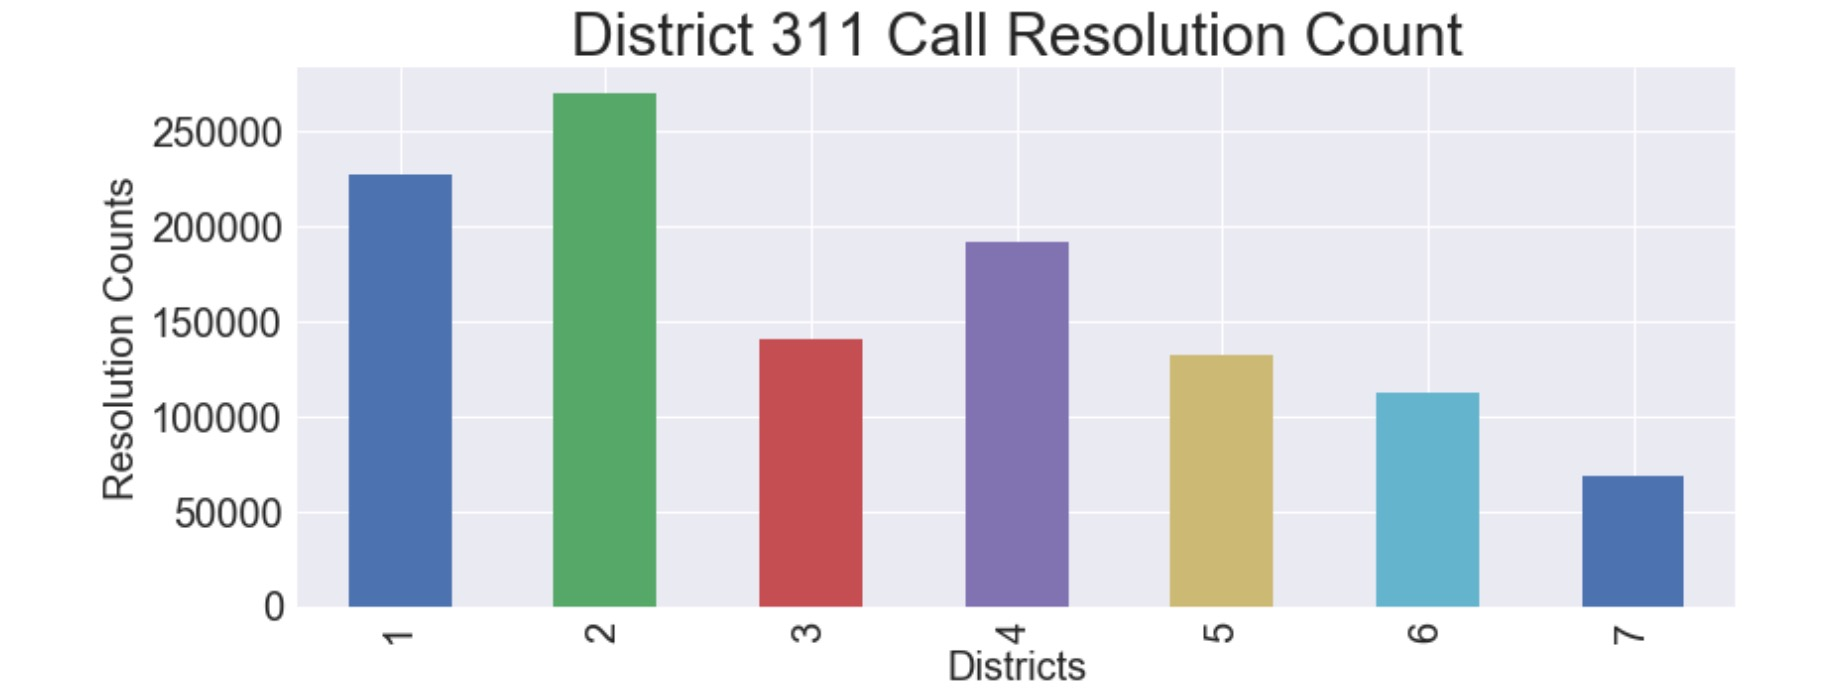 District 311 Call Resolution Count
Resolution Counts
250000
200000
150000
100000
50000
0
1 2 3 4 5 6 7
Districts